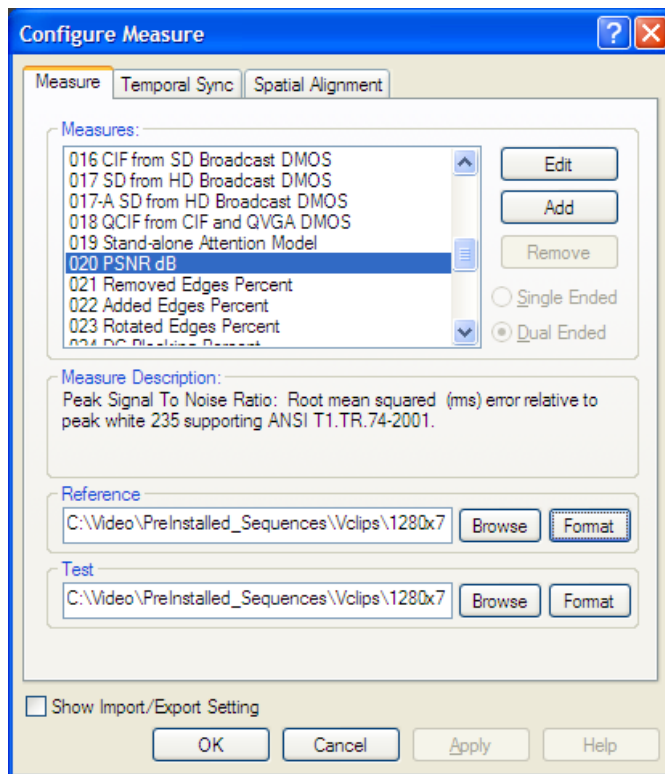 Configure Measure
Measure
Temporal Sync
Spatial Alignment
Measures:
016 CIF from SD Broadcast DMOS
017 SD from HD Broadcast DMOS
017-A SD from HD Broadcast DMOS
018 QCIF from CIF and QVGA DMOS
019 Stand-alone Attention Model
020 PSNR dB
021 Removed Edges Percent
022 Added Edges Percent
023 Rotated Edges Percent
024 DC Blocking Percent
Edit
Add
Remove
Single Ended
Dual Ended
Measure Description:
Peak Signal To Noise Ratio: Root mean squared (rms) error relative to
peak white 235 supporting ANSI T1.TR.74-2001.
Reference
C:\Video\PreInstalled_Sequences\Vclips\1280x7
Browse
Format
Test
C:\Video\PreInstalled_Sequences\Vclips\1280x7
Browse
Format
Show Import/Export Setting
OK
Cancel
Apply
Help